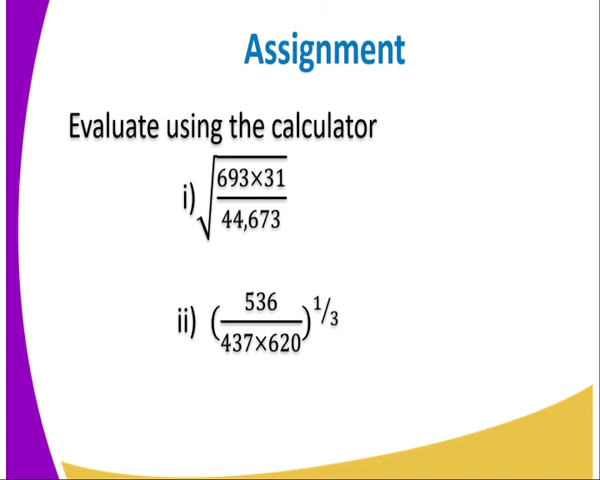 Assignment
Evaluate using the calculator
i) √(693×31 / 44,673)
ii) (536 / 437×620)^1/3